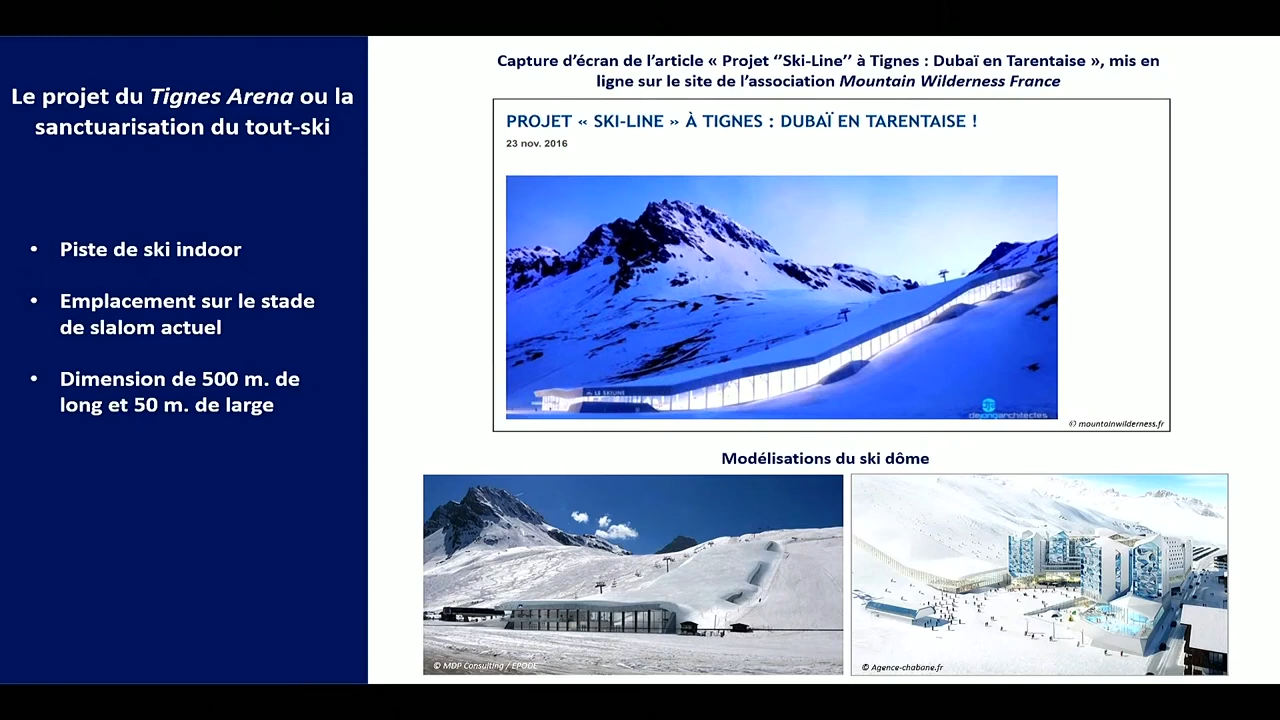 Le projet du Tignes Arena ou la
sanctuarisation du tout-ski
• Piste de ski indoor
• Emplacement sur le stade
de slalom actuel
• Dimension de 500 m. de
long et 50 m. de large
Capture d’écran de l’article « Projet ‘’Ski-Line’’ à Tignes : Dubaï en Tarentaise », mis en
ligne sur le site de l’association Mountain Wilderness France
PROJET « SKI-LINE » À TIGNES : DUBAÏ EN TARENTAISE !
23 nov. 2016
LE SKILINE
dejongarchitectes
© mountainwilderness.fr
Modélisations du ski dôme
© MDP Consulting / EPODE
© Agence-chabane.fr